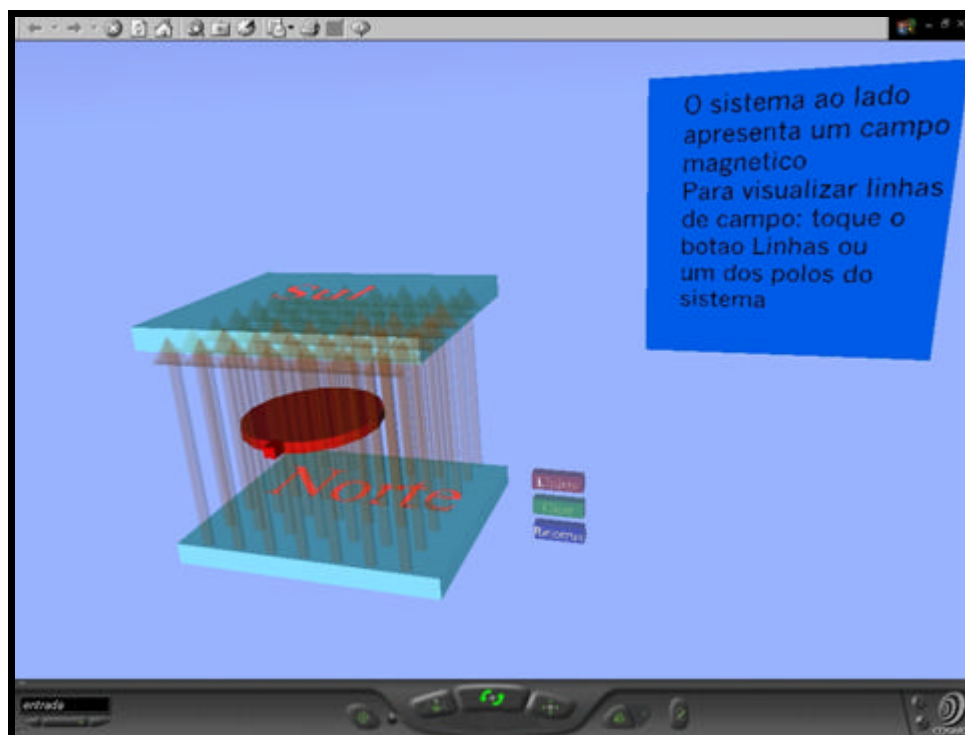 O sistema ao lado
apresenta um campo
magnetico
Para visualizar linhas
de campo: toque o
botao Linhas ou
um dos polos do
sistema
Sul
Norte
entrada